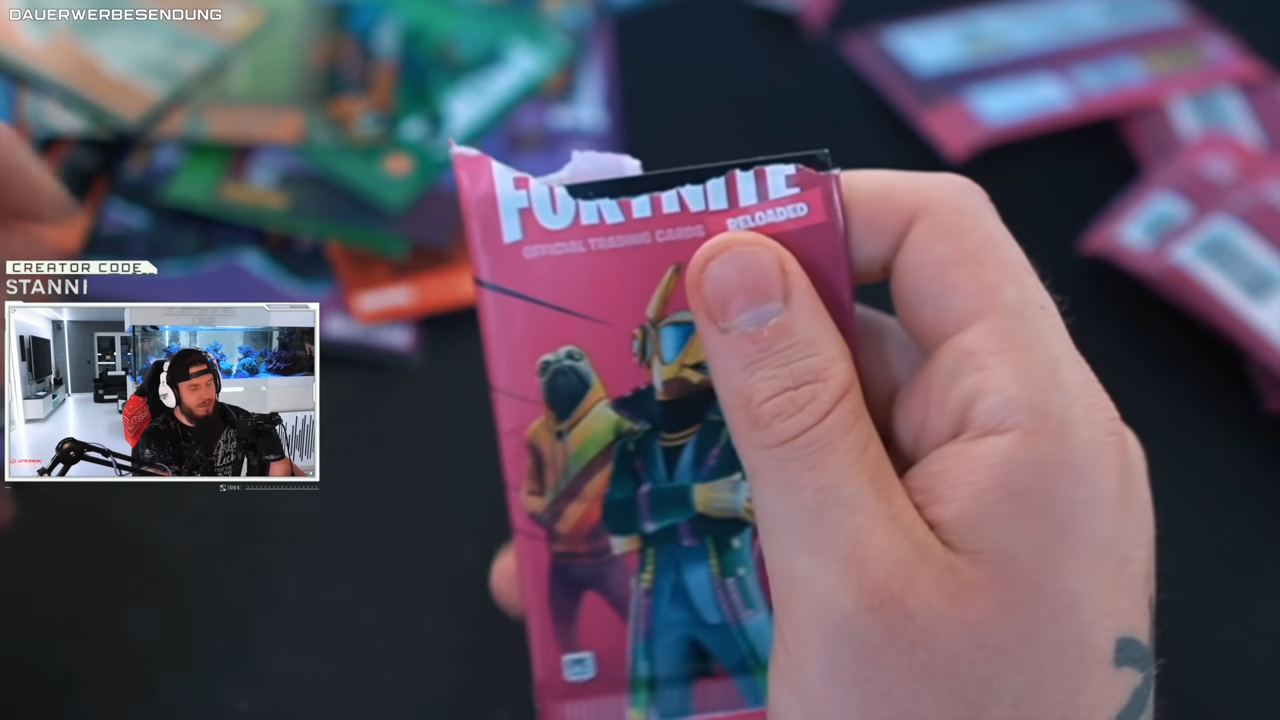 DAUERWERBESENDUNG
FORTNITE
RELOADED
OFFICIAL TRADING CARDS
CREATOR CODE
STANNI